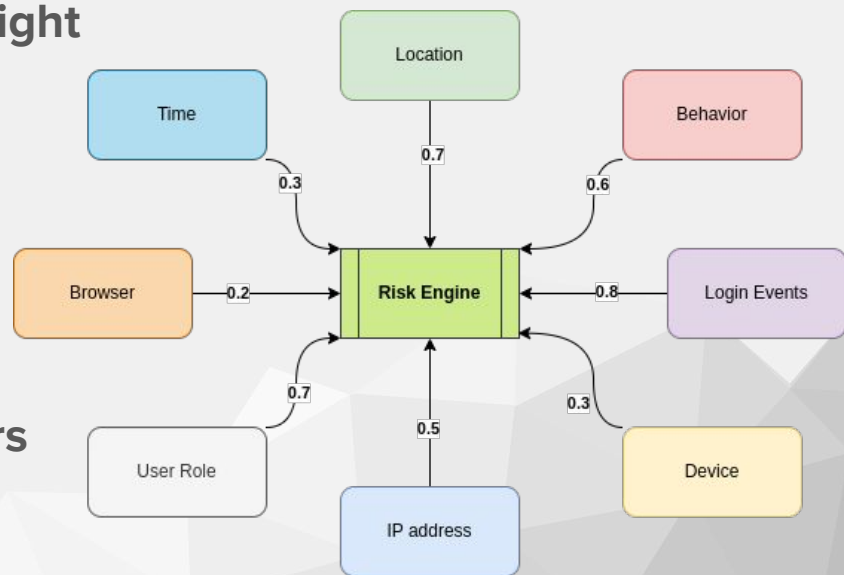 ight
Location
Time
Behavior
0.7
0.3
0.6
Browser
0.2
Risk Engine
0.8
Login Events
0.7
0.3
0.5
rs
User Role
Device
IP address